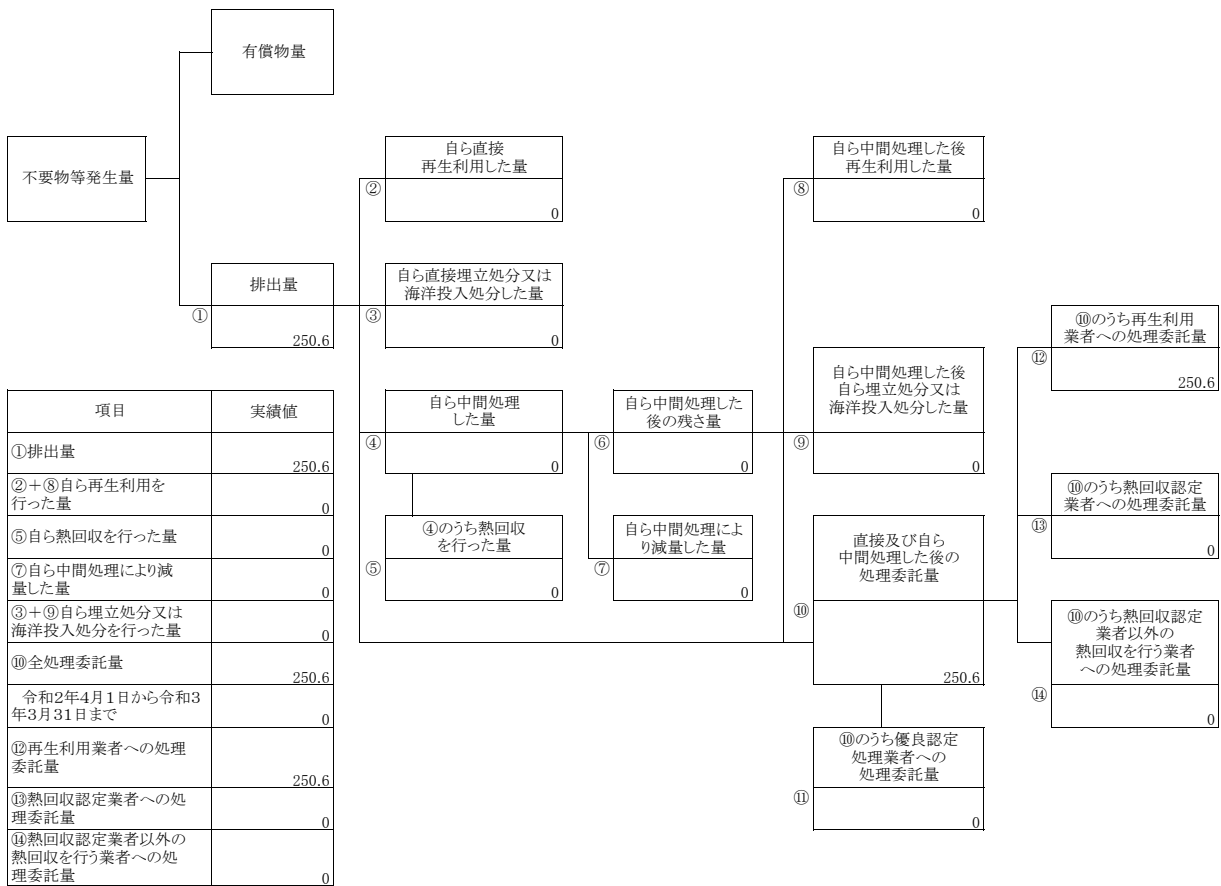 有償物量
不要物等発生量
排出量
①
250.6
自ら直接
再生利用した量
②
0
自ら直接埋立処分又は
海洋投入処分した量
③
0
自ら中間処理
した量
④
0
④のうち熱回収
を行った量
⑤
0
自ら中間処理した
後の残さ量
⑥
0
自ら中間処理によ
り減量した量
⑦
0
自ら中間処理した後
再生利用した量
⑧
0
自ら中間処理した後
自ら埋立処分又は
海洋投入処分した量
⑨
0
直接及び自ら
中間処理した後の
処理委託量
⑩
250.6
⑩のうち優良認定
処理業者への
処理委託量
⑪
0
⑩のうち再生利用
業者への処理委託量
⑫
250.6
⑩のうち熱回収認定
業者への処理委託量
⑬
0
⑩のうち熱回収認定
業者以外の
熱回収を行う業者
への処理委託量
⑭
0
項目 実績値
①排出量
250.6
②＋⑧自ら再生利用を
行った量
0
⑤自ら熱回収を行った量
0
⑦自ら中間処理により減
量した量
0
③＋⑨自ら埋立処分又は
海洋投入処分を行った量
0
⑩全処理委託量
250.6
令和2年4月1日から令和3
年3月31日まで
0
⑫再生利用業者への処理
委託量
250.6
⑬熱回収認定業者への処
理委託量
0
⑭熱回収認定業者以外の
熱回収を行う業者への処
理委託量
0